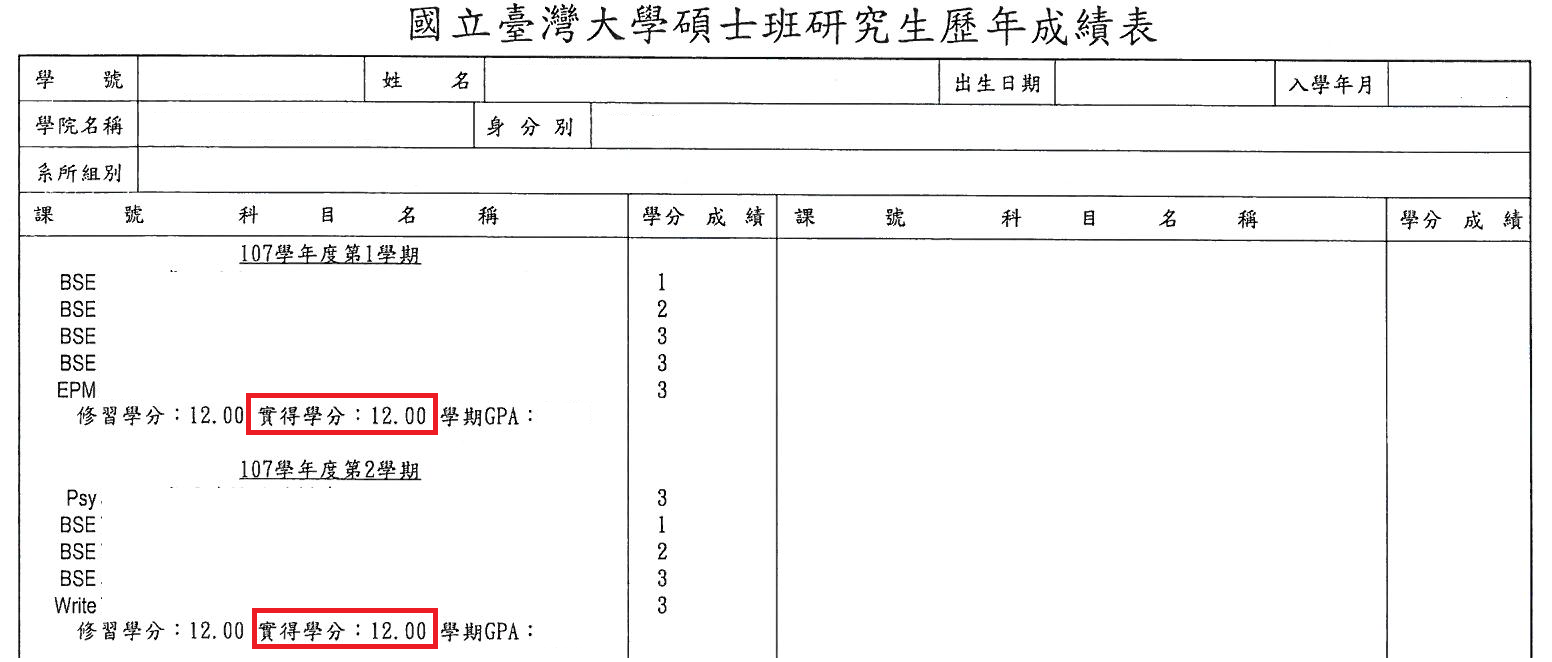 國立臺灣大學碩士班研究生歷年成績表
學號 姓名 出生日期 入學年月
學院名稱 身分別
系所組別
課號 科目名稱 學分 成績 課號 科目名稱 學分 成績
107學年度第1學期
BSE 1
BSE 2
BSE 3
BSE 3
EPM 3
修習學分：12.00 實得學分：12.00 學期GPA：
107學年度第2學期
Psy 3
BSE 1
BSE 2
BSE 3
Write 3
修習學分：12.00 實得學分：12.00 學期GPA：